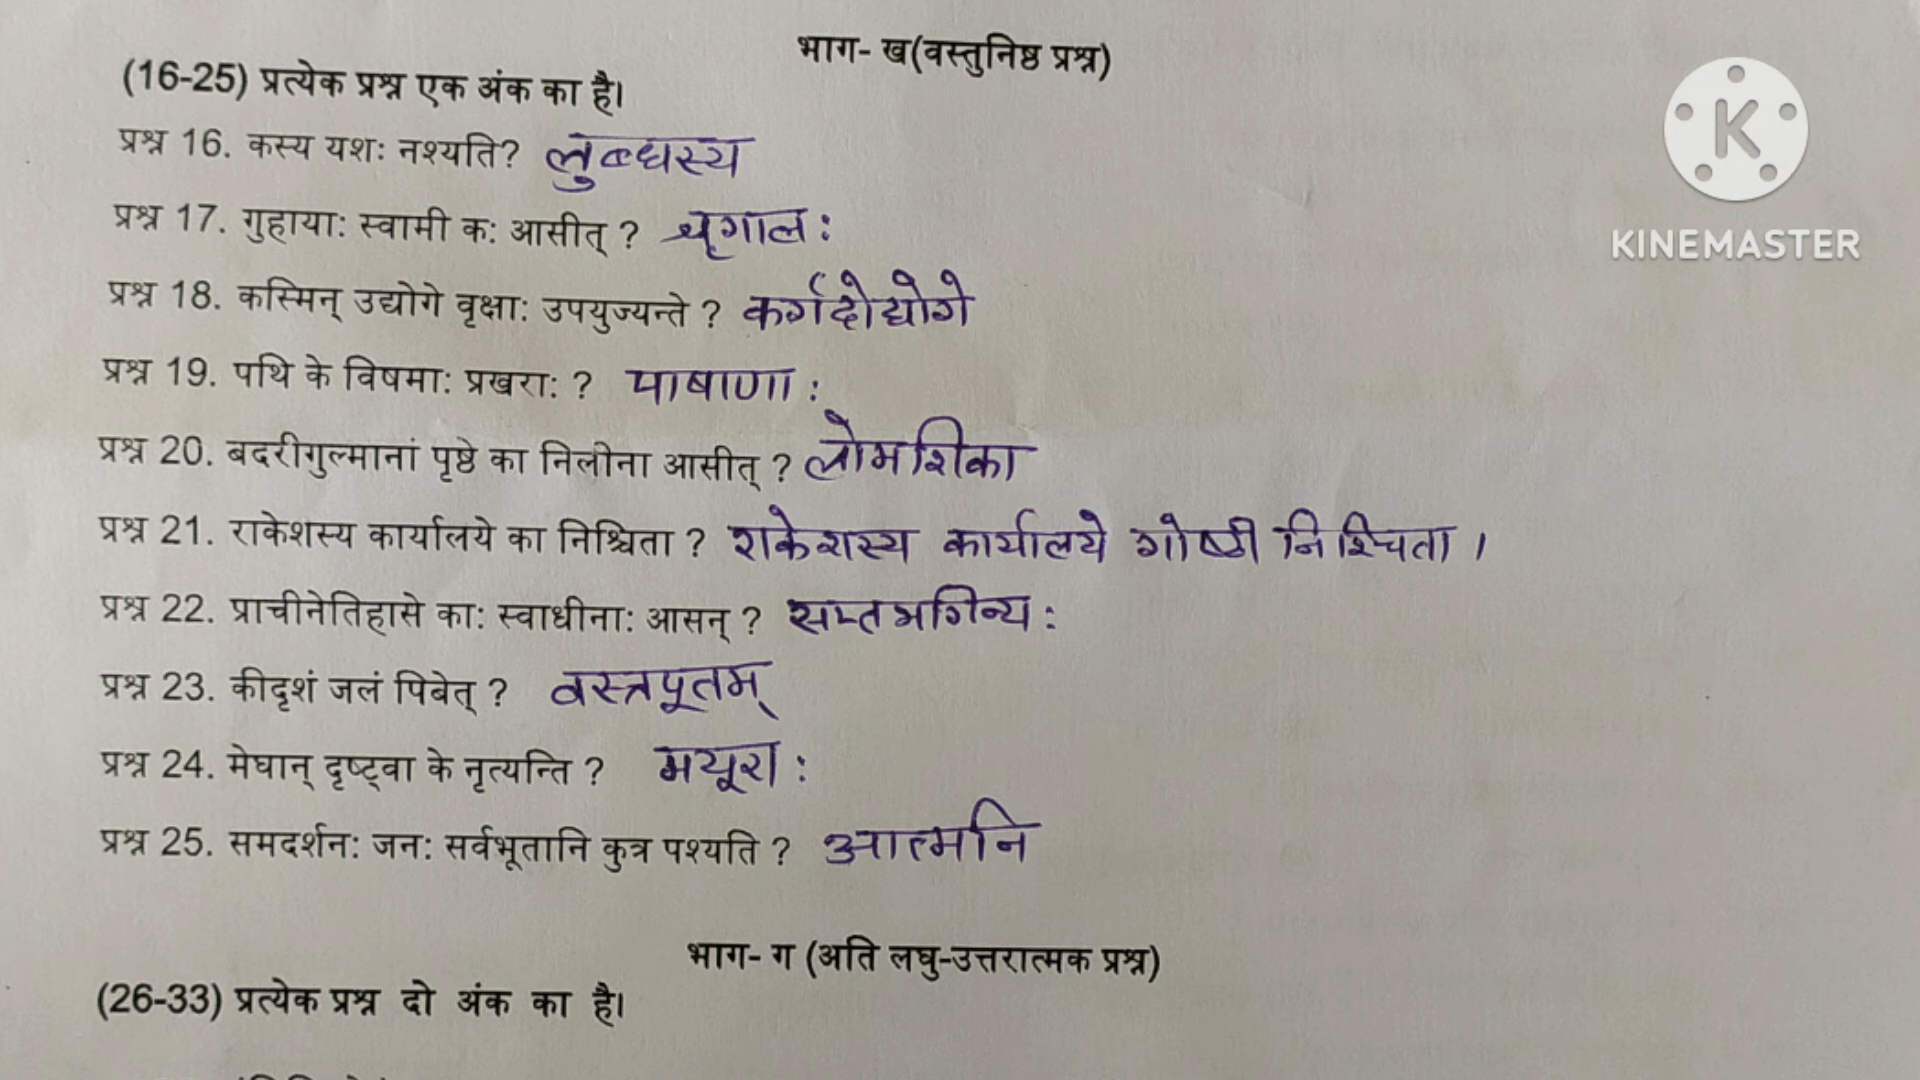 भाग- ख(वस्तुनिष्ठ प्रश्न)
(16-25) प्रत्येक प्रश्न एक अंक का है।
प्रश्न 16. कस्य यशः नश्यति? लुब्धस्य
प्रश्न 17. गुहायाः स्वामी कः आसीत् ? शृगालः
प्रश्न 18. कस्मिन् उद्योगे वृक्षाः उपयुज्यन्ते ? कर्गदोद्योगे
प्रश्न 19. पथि के विषमाः प्रखराः ? पाषाणाः
प्रश्न 20. बदरीगुल्मानां पृष्ठे का निलीना आसीत् ? लोमशिका
प्रश्न 21. राकेशस्य कार्यालये का निश्चिता ? राकेशस्य कार्यालये गोष्ठी निश्चिता ।
प्रश्न 22. प्राचीनेतिहासे काः स्वाधीनाः आसन् ? सप्तभगिन्यः
प्रश्न 23. कीदृशं जलं पिबेत् ? वस्त्रपूतम्
प्रश्न 24. मेघान् दृष्ट्वा के नृत्यन्ति ? मयूराः
प्रश्न 25. समदर्शनः जनः सर्वभूतानि कुत्र पश्यति ? आत्मनि
भाग- ग (अति लघु-उत्तरात्मक प्रश्न)
(26-33) प्रत्येक प्रश्न दो अंक का है।
K
KINEMASTER